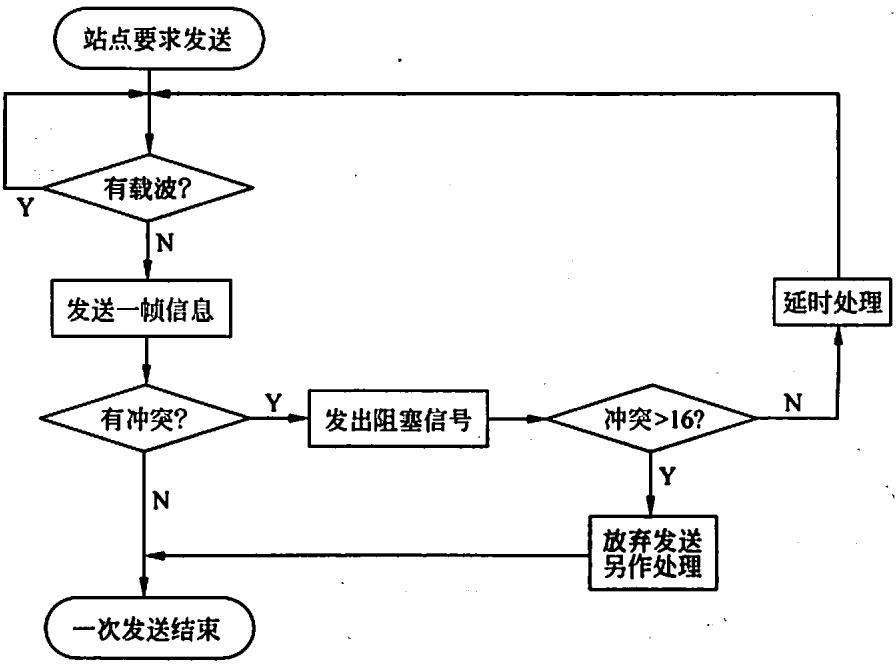 站点要求发送
有载波?
Y
N
发送一帧信息
延时处理
有冲突?
Y
发出阻塞信号
冲突>16?
N
N
Y
放弃发送
另作处理
一次发送结束